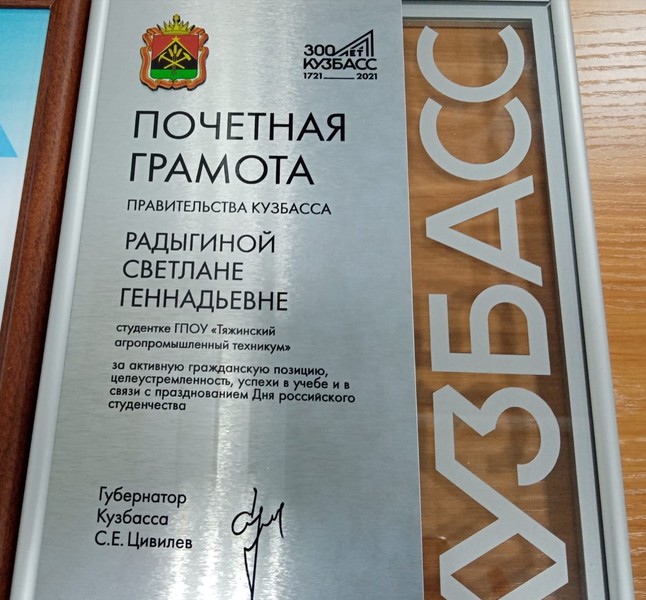 300 ЛЕТ
КУЗБАСС
1721 2021
ПОЧЕТНАЯ
ГРАМОТА
ПРАВИТЕЛЬСТВА КУЗБАССА
РАДЫГИНОЙ
СВЕТЛАНЕ
ГЕННАДЬЕВНЕ
студентке ГПОУ «Тяжинский
агропромышленный техникум»
за активную гражданскую позицию,
целеустремленность, успехи в учебе и в
связи с празднованием Дня российского
студенчества
Губернатор
Кузбасса
С.Е. Цивилев
КУЗБАСС